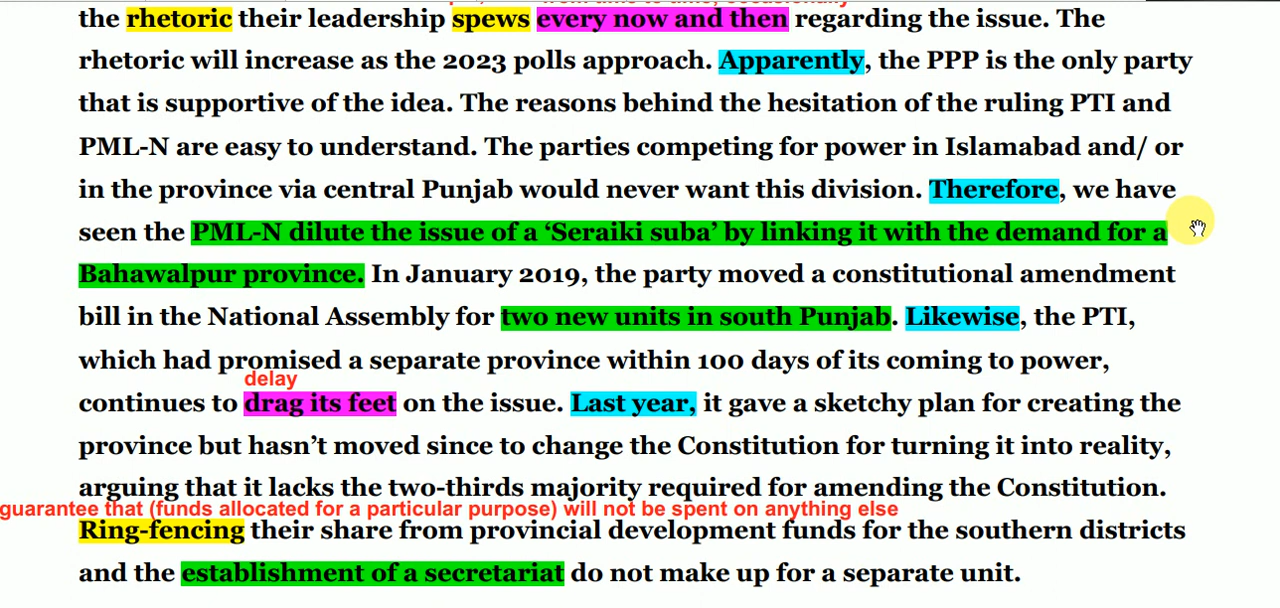 the rhetoric their leadership spews every now and then regarding the issue. The
rhetoric will increase as the 2023 polls approach. Apparently, the PPP is the only party
that is supportive of the idea. The reasons behind the hesitation of the ruling PTI and
PML-N are easy to understand. The parties competing for power in Islamabad and/ or
in the province via central Punjab would never want this division. Therefore, we have
seen the PML-N dilute the issue of a ‘Seraiki suba’ by linking it with the demand for a
Bahawalpur province. In January 2019, the party moved a constitutional amendment
bill in the National Assembly for two new units in south Punjab. Likewise, the PTI,
which had promised a separate province within 100 days of its coming to power,
delay
continues to drag its feet on the issue. Last year, it gave a sketchy plan for creating the
province but hasn’t moved since to change the Constitution for turning it into reality,
arguing that it lacks the two-thirds majority required for amending the Constitution.
guarantee that (funds allocated for a particular purpose) will not be spent on anything else
Ring-fencing their share from provincial development funds for the southern districts
and the establishment of a secretariat do not make up for a separate unit.